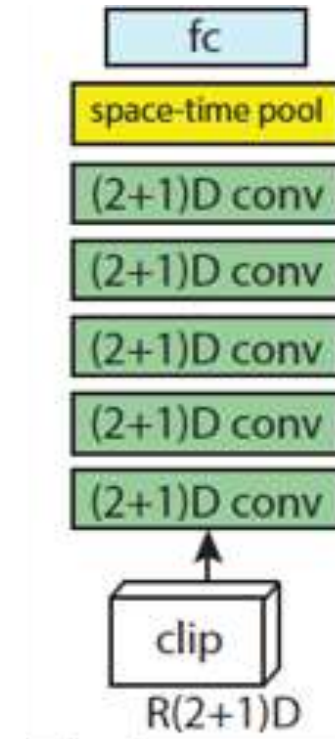 fc
space-time pool
(2+1)D conv
(2+1)D conv
(2+1)D conv
(2+1)D conv
(2+1)D conv
clip
R(2+1)D